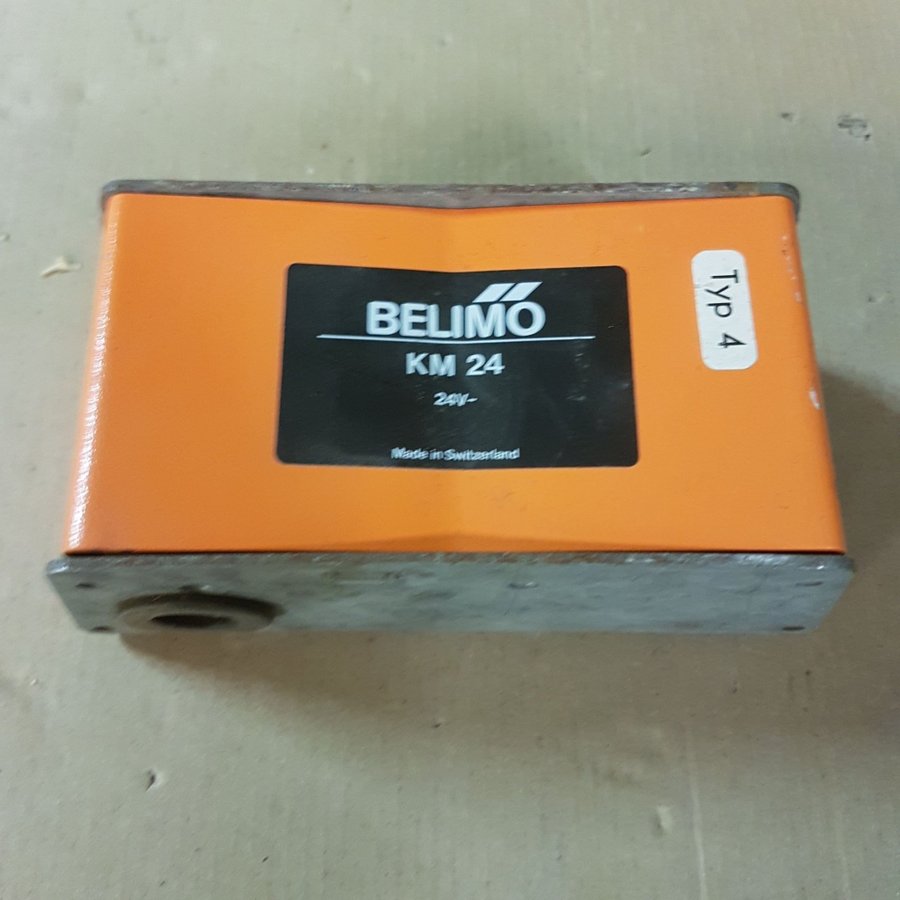 BELIMO
KM 24
24V~
Made in Switzerland
Typ 4